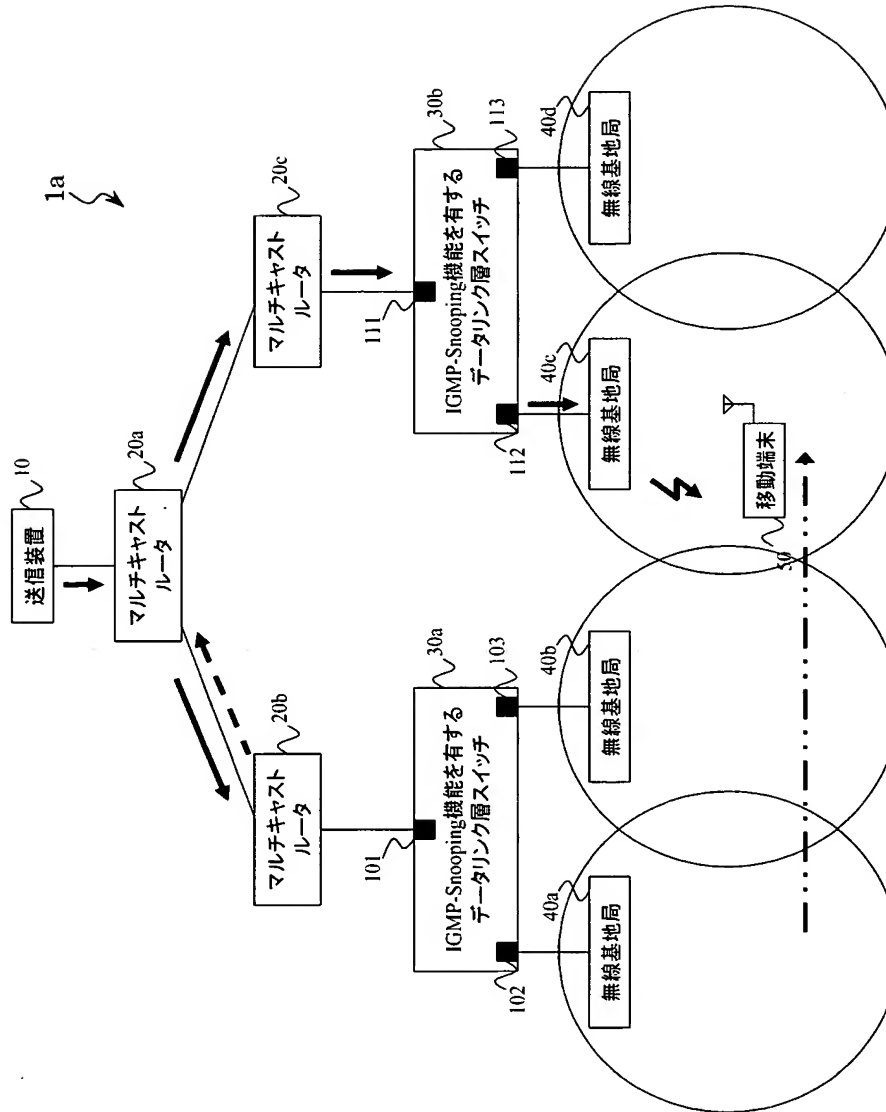 1a
10
送信装置
20a
マルチキャスト
ルータ
20b
マルチキャスト
ルータ
20c
マルチキャスト
ルータ
30a
101
IGMP-Snooping機能を有する
データリンク層スイッチ
102
103
30b
111
IGMP-Snooping機能を有する
データリンク層スイッチ
112
113
40a
無線基地局
40b
無線基地局
40c
無線基地局
40d
無線基地局
移動端末
50